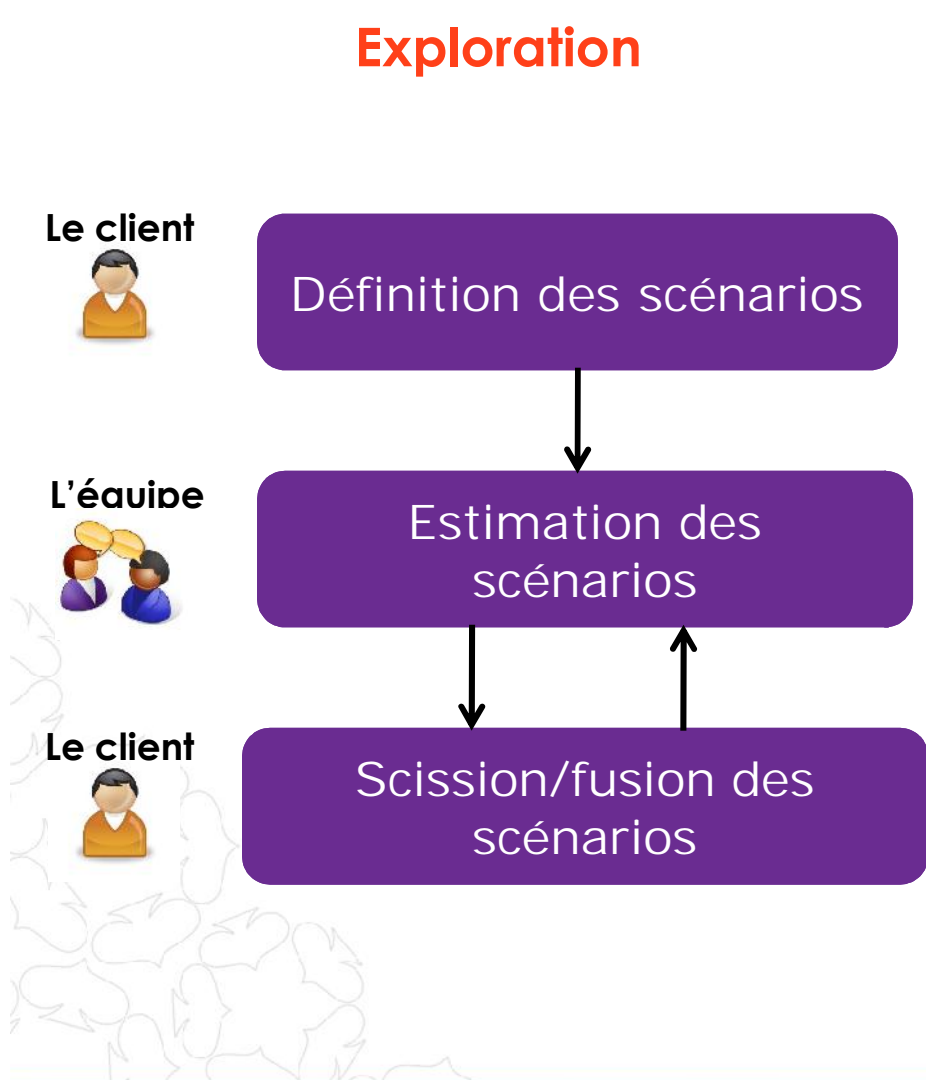 Exploration
Le client
Définition des scénarios
L'équipe
Estimation des
scénarios
Le client
Scission/fusion des
scénarios